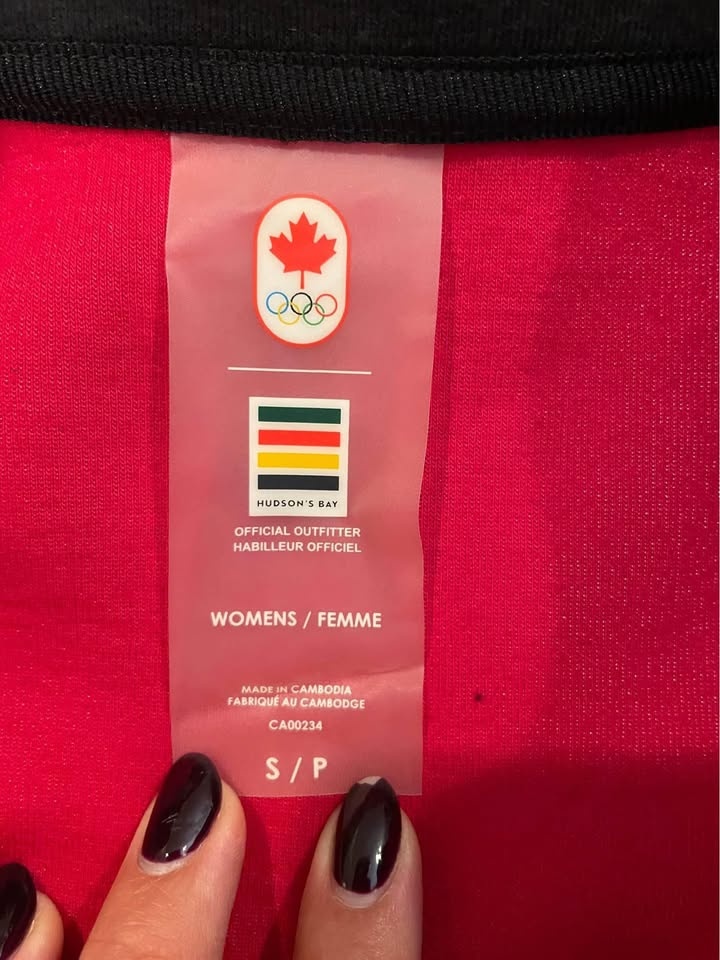 HUDSON'S BAY
OFFICIAL OUTFITTER
HABILLEUR OFFICIEL
WOMENS / FEMME
MADE IN CAMBODIA
FABRIQUÉ AU CAMBODGE
CA00234
S / P